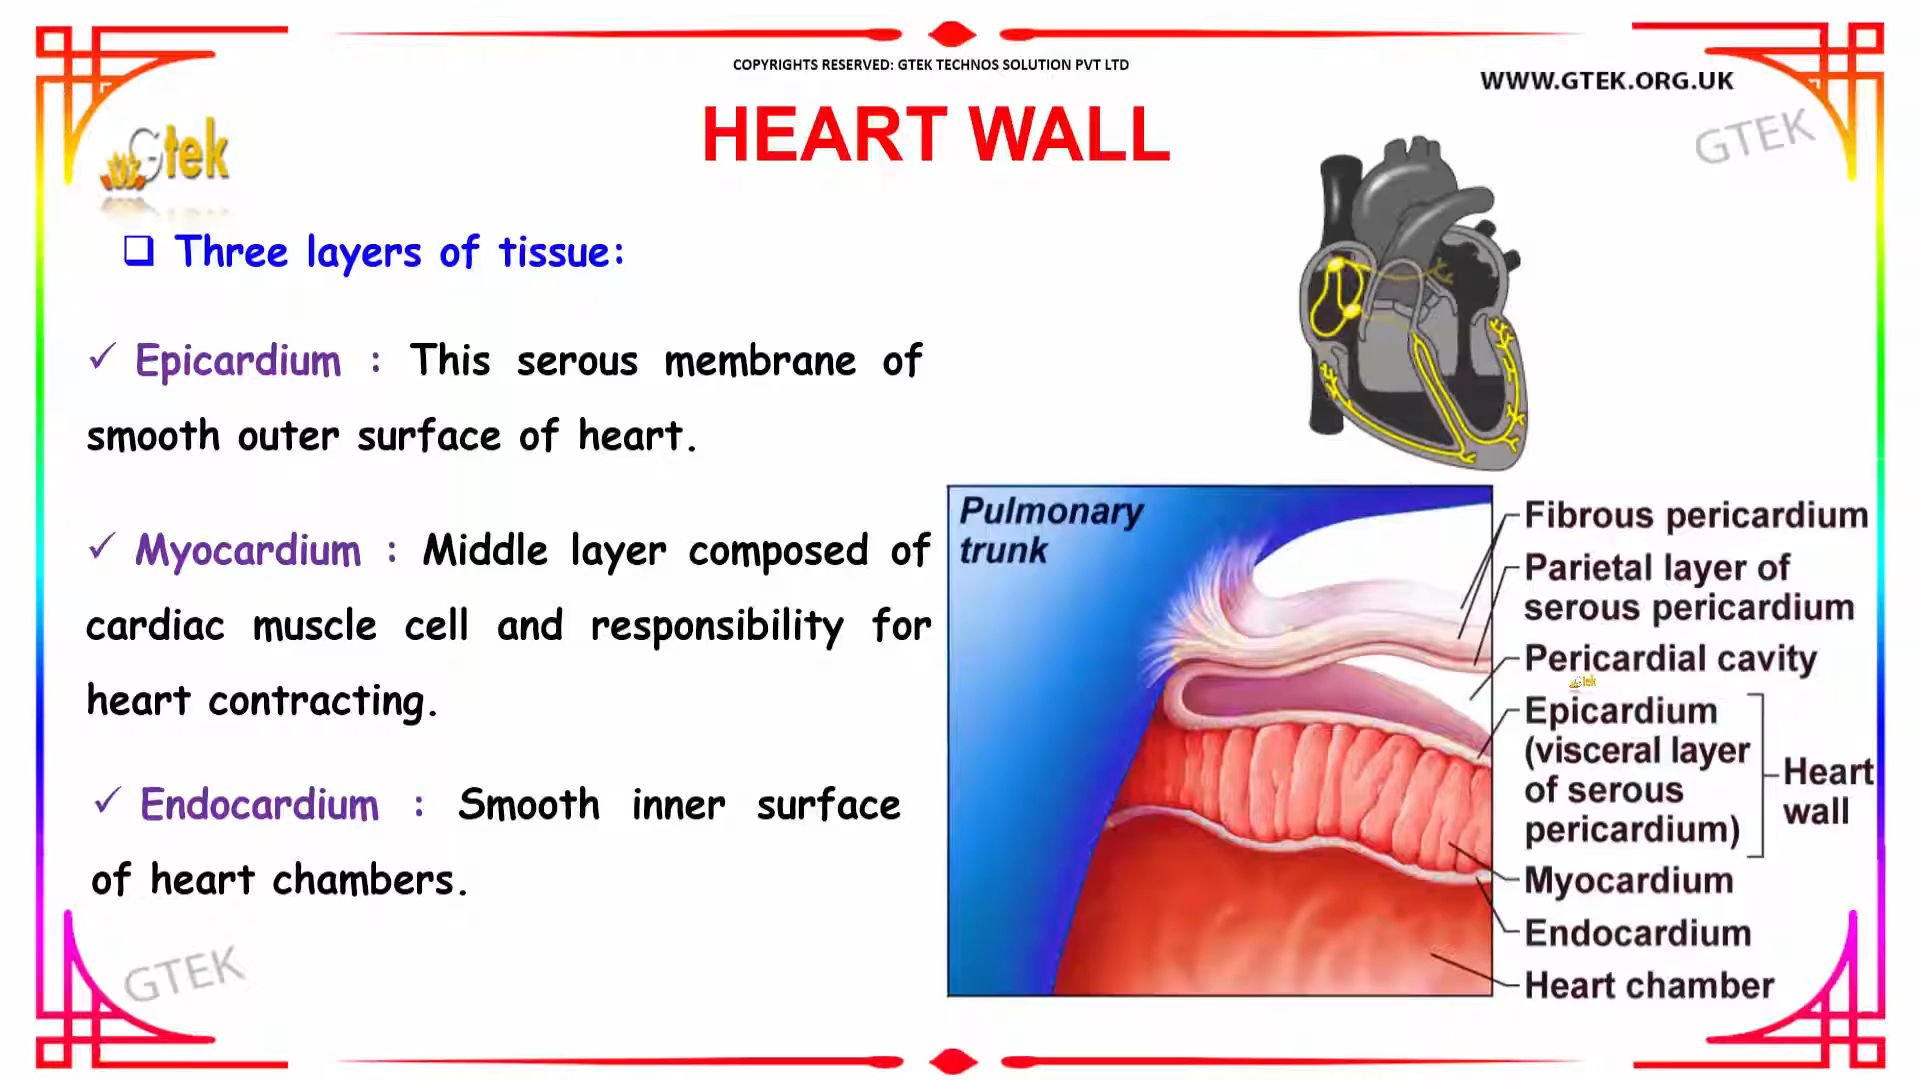 COPYRIGHTS RESERVED: GTEK TECHNOS SOLUTION PVT LTD
WWW.GTEK.ORG.UK
GTEK
Gtek
HEART WALL
Three layers of tissue:
Epicardium : This serous membrane of
smooth outer surface of heart.
Myocardium : Middle layer composed of
cardiac muscle cell and responsibility for
heart contracting.
Endocardium : Smooth inner surface
of heart chambers.
GTEK
Pulmonary
trunk
Fibrous pericardium
Parietal layer of
serous pericardium
Pericardial cavity
Gtek
Epicardium
(visceral layer
of serous
pericardium)
Heart
wall
Myocardium
Endocardium
Heart chamber